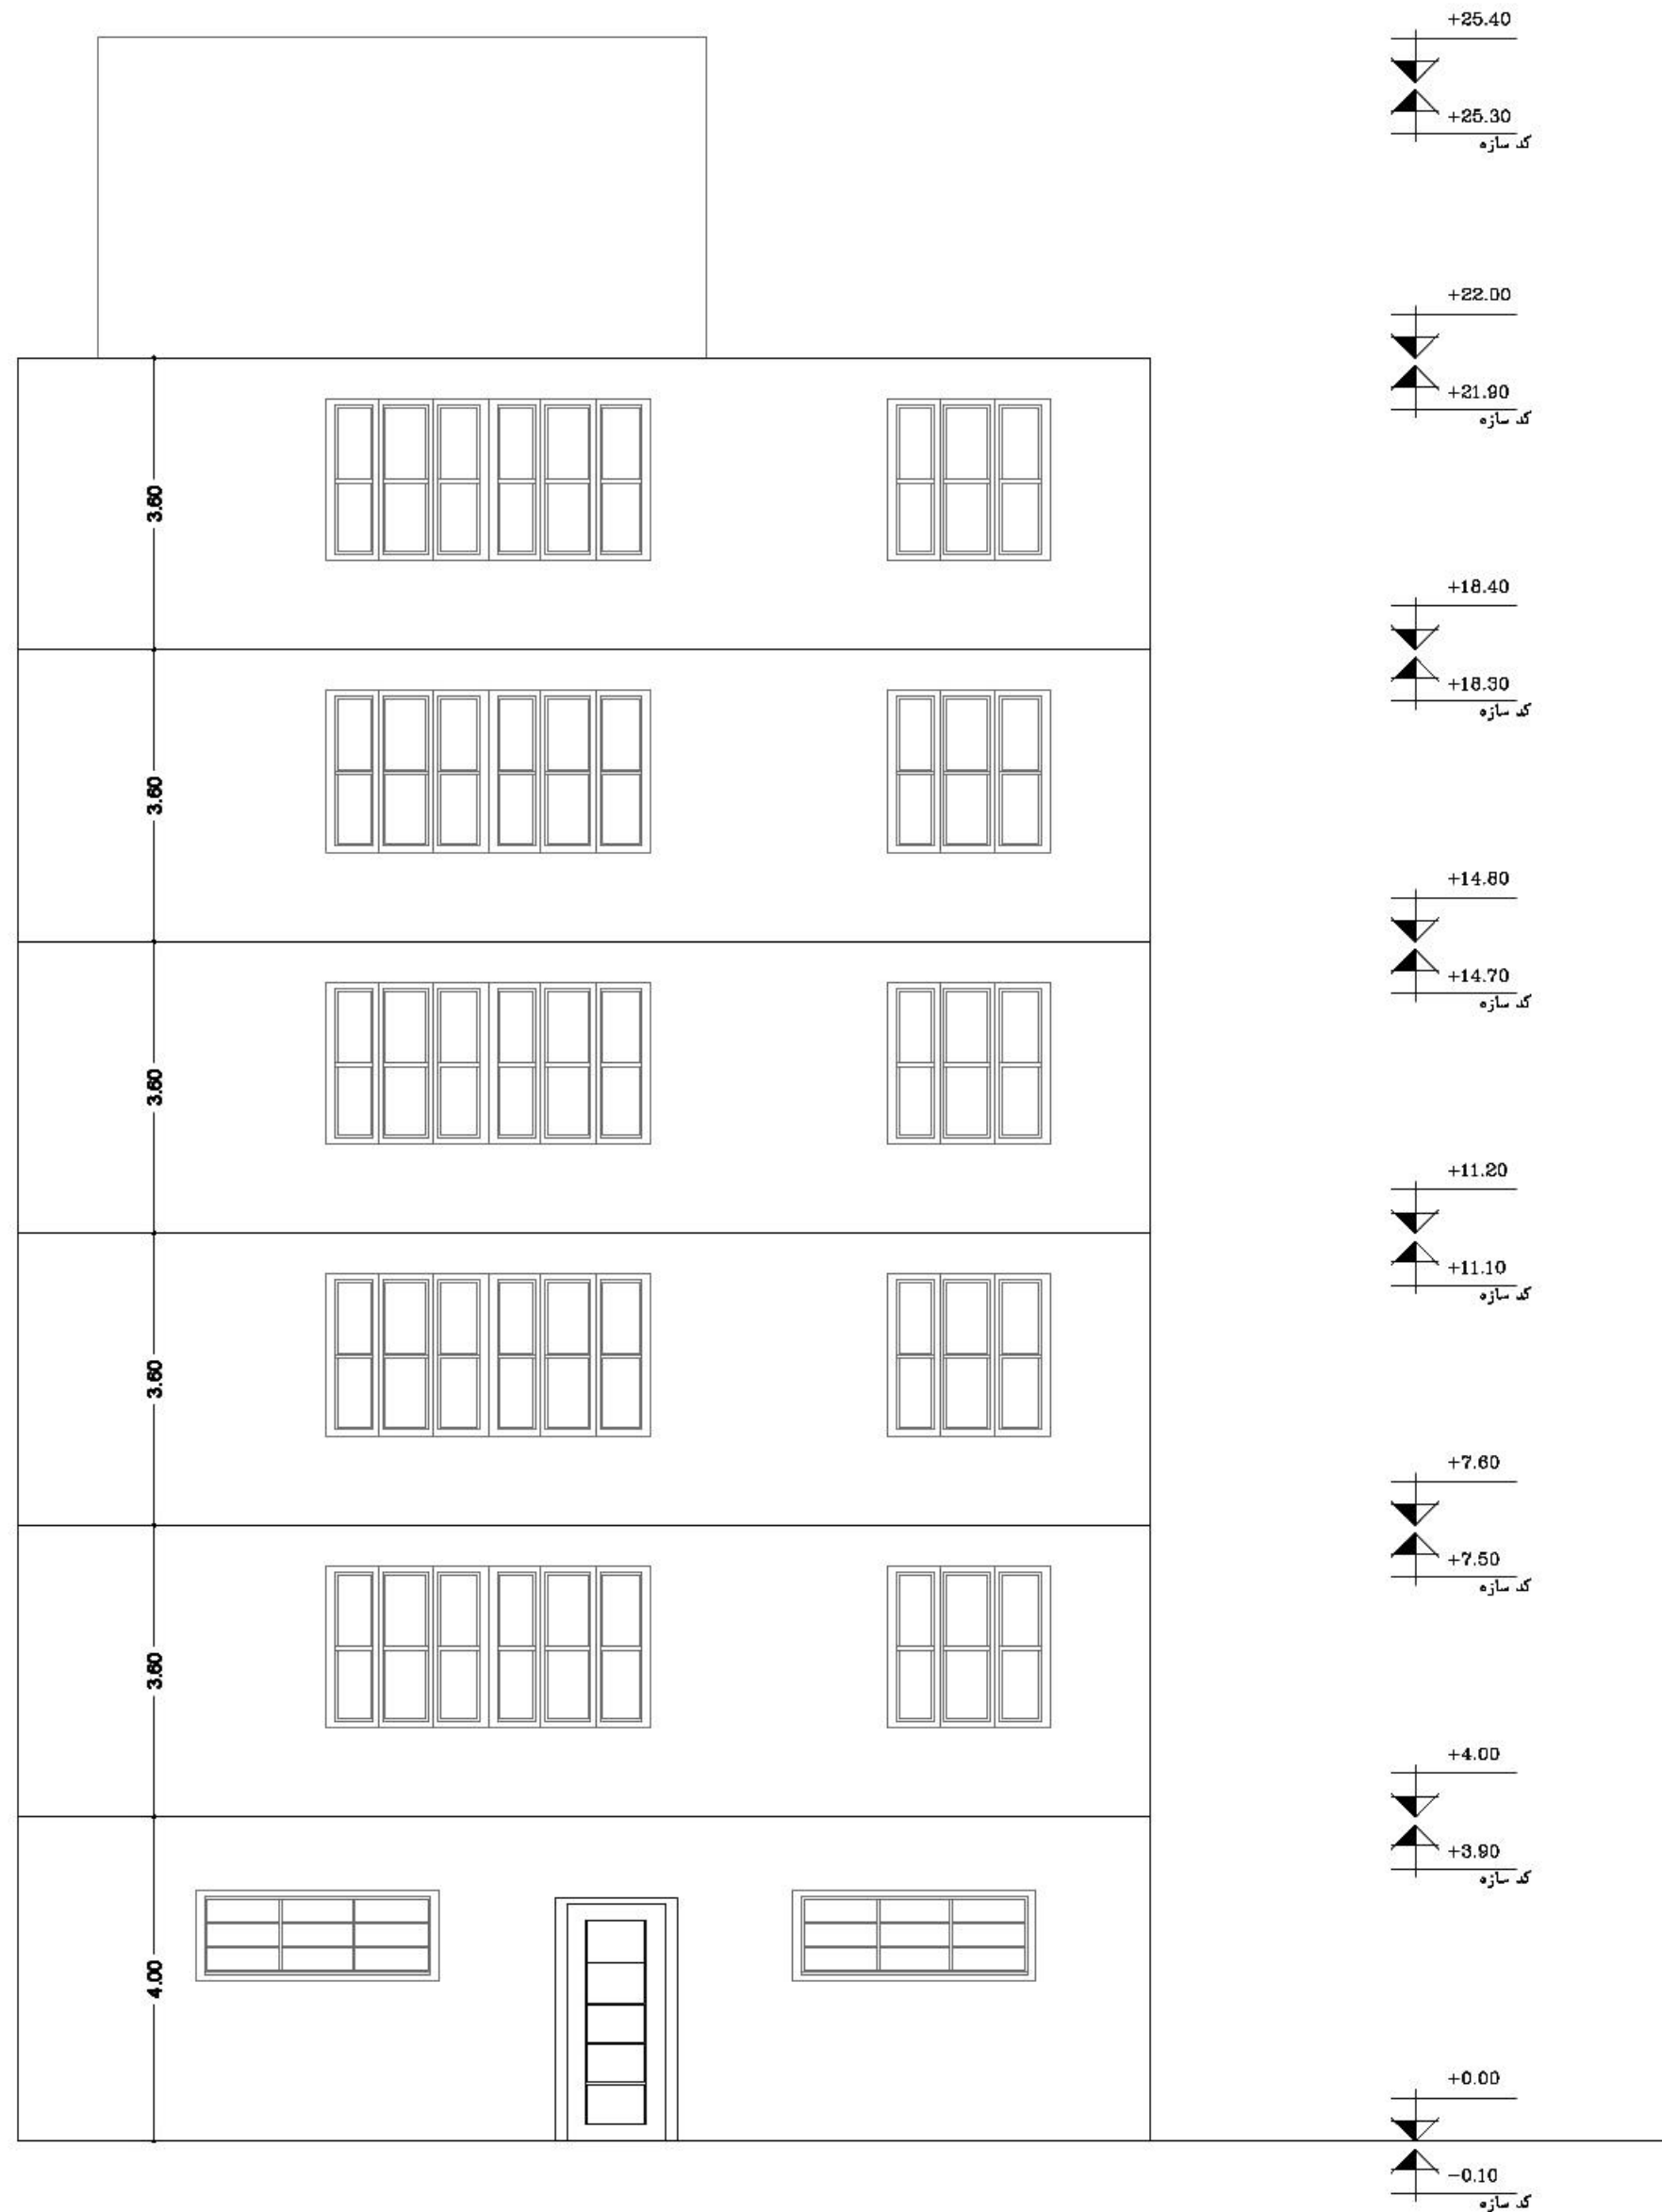 +25.40
+25.30
کد سازه
+22.00
+21.90
کد سازه
3.60
+18.40
+18.30
کد سازه
3.60
+14.80
+14.70
کد سازه
3.60
+11.20
+11.10
کد سازه
3.60
+7.60
+7.50
کد سازه
3.60
+4.00
+3.90
کد سازه
4.00
+0.00
-0.10
کد سازه